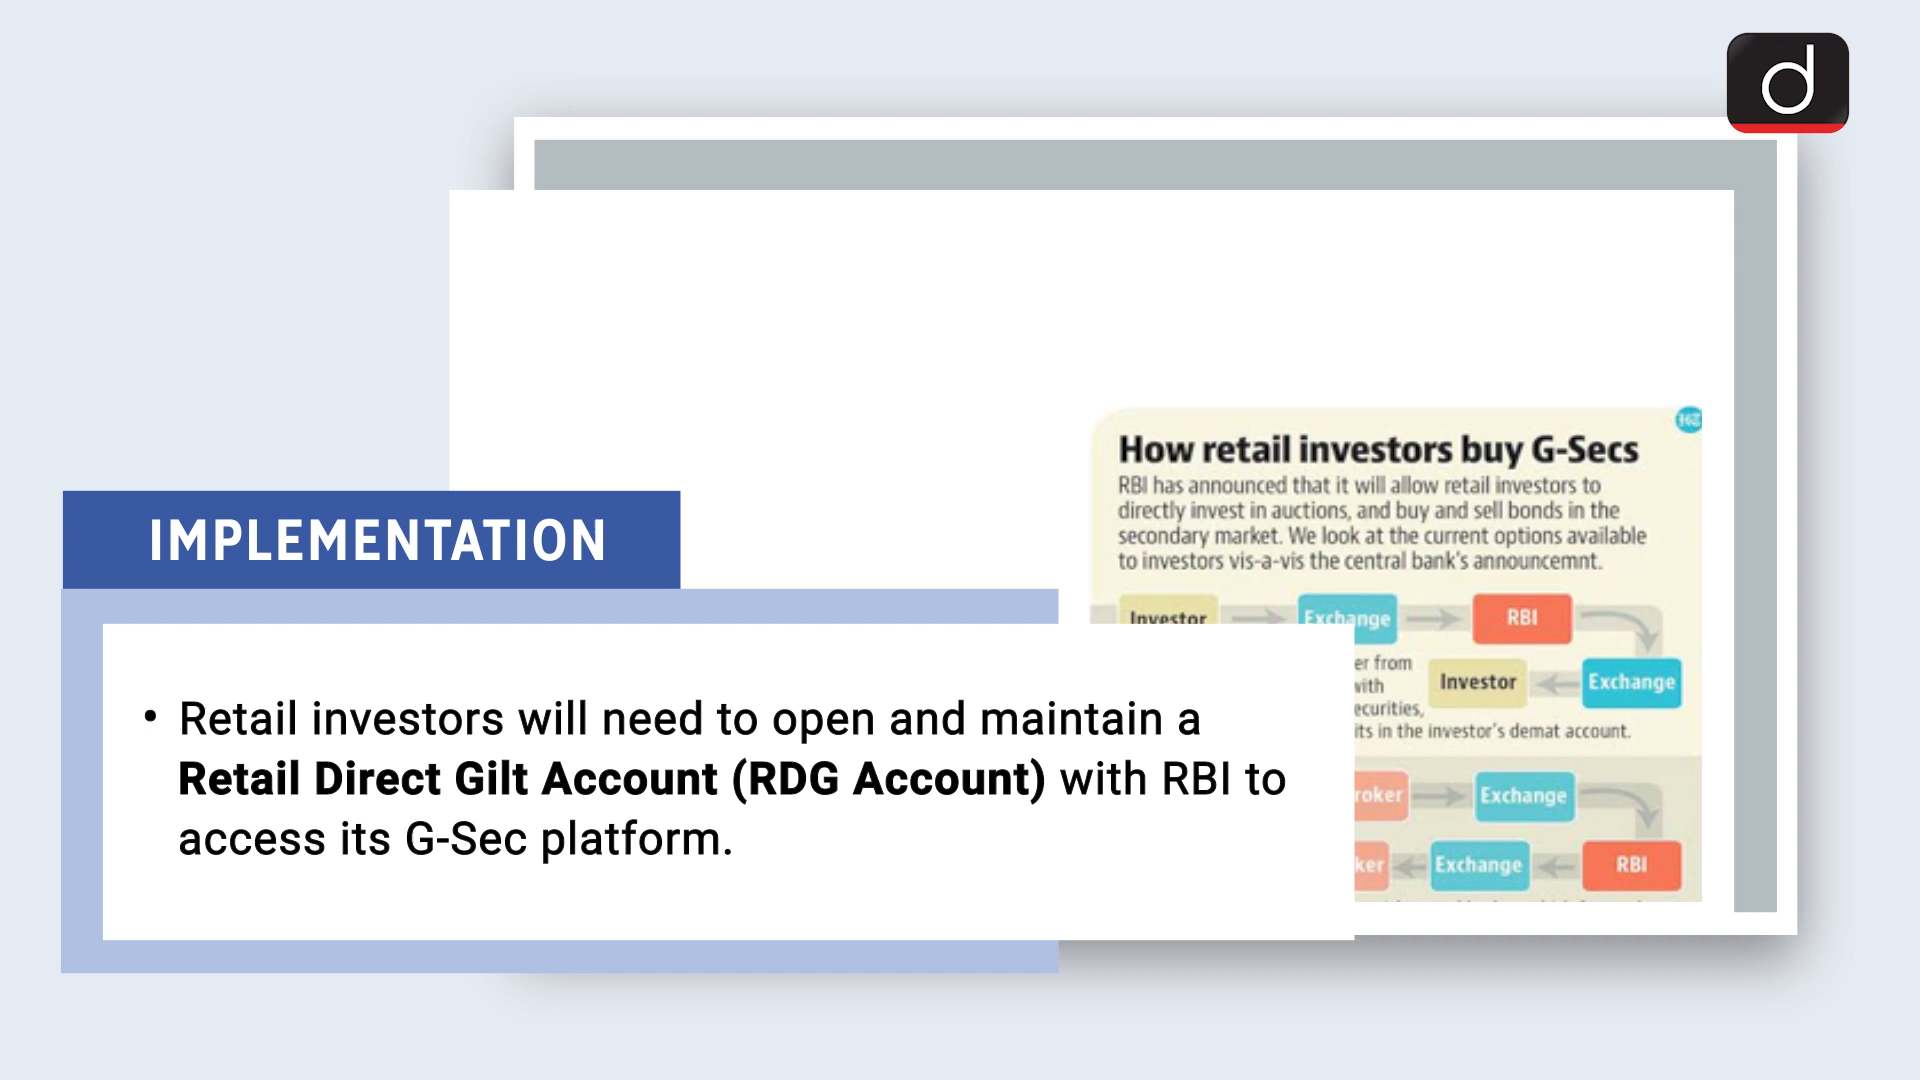 d
How retail investors buy G-Secs
RBI has announced that it will allow retail investors to
directly invest in auctions, and buy and sell bonds in the
secondary market. We look at the current options available
to investors vis-a-vis the central bank's announcemnt.
IMPLEMENTATION
Investor Exchange RBI
er from
Investor Exchange
its in the investor's demat account.
• Retail investors will need to open and maintain a
Retail Direct Gilt Account (RDG Account) with RBI to
access its G-Sec platform.
roker Exchange
ker Exchange RBI